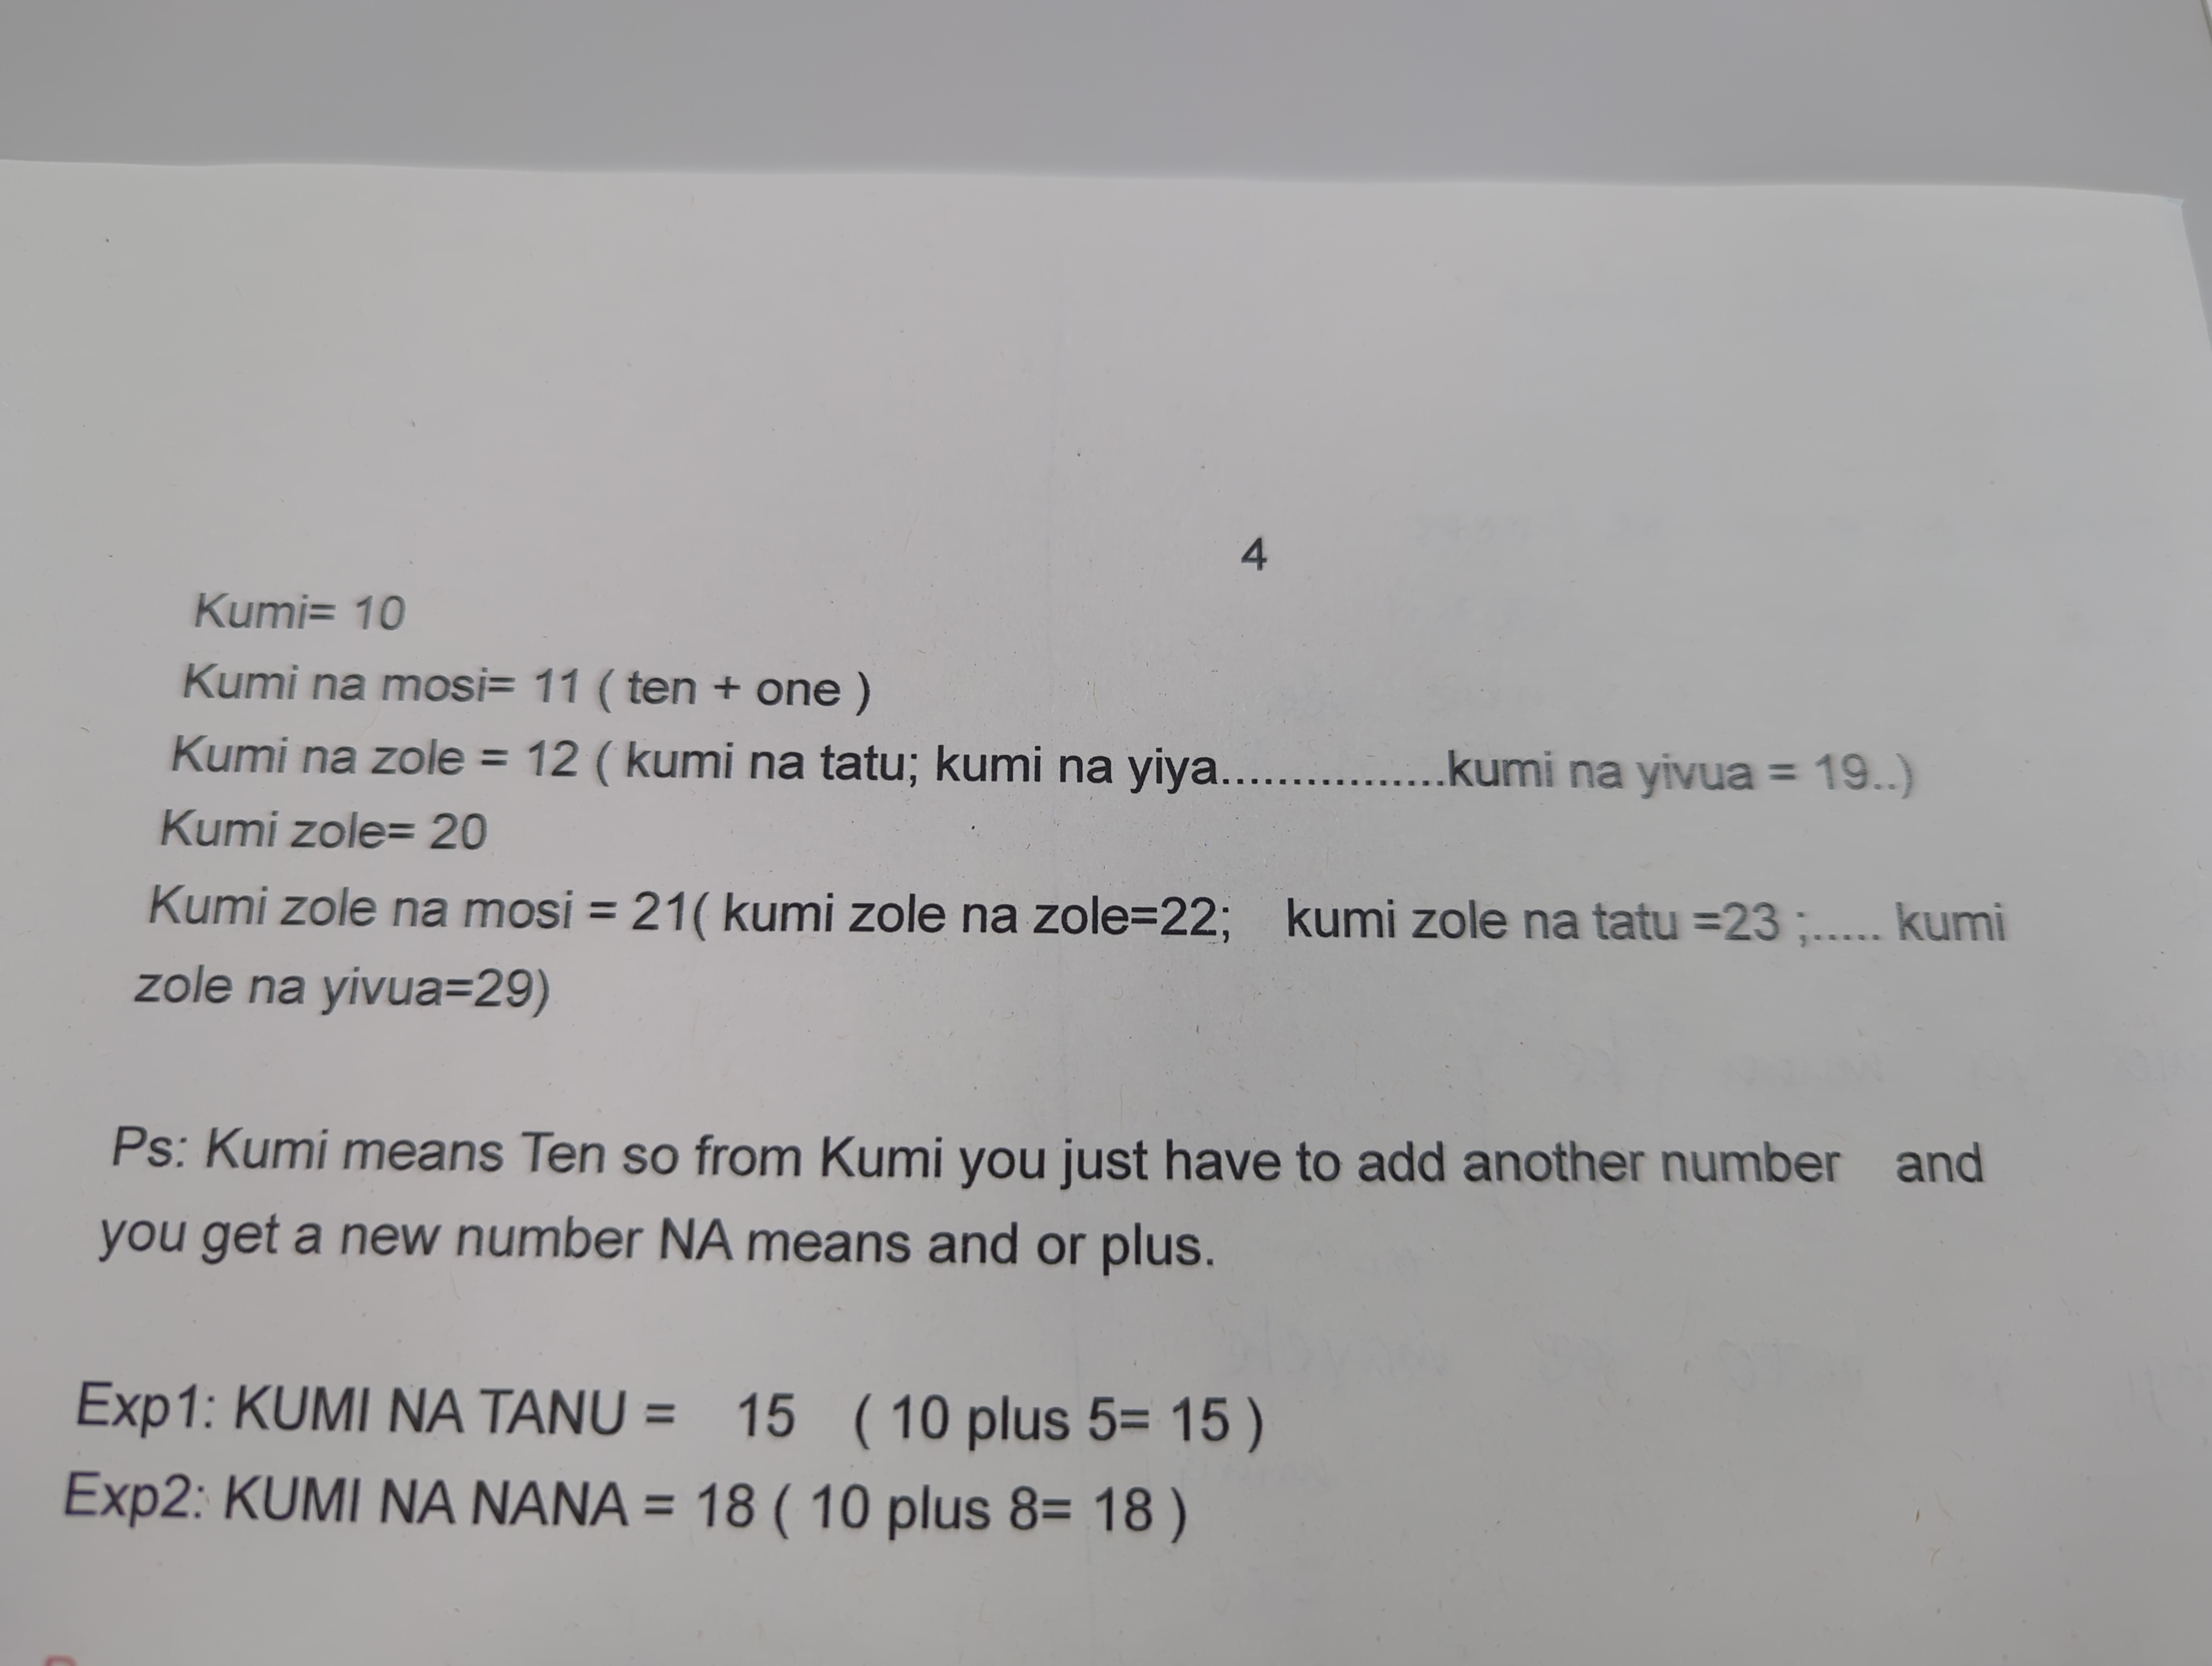 4
Kumi= 10
Kumi na mosi= 11 ( ten + one )
Kumi na zole = 12 ( kumi na tatu; kumi na yiya................kumi na yivua = 19..)
Kumi zole= 20
Kumi zole na mosi = 21( kumi zole na zole=22; kumi zole na tatu =23 ;..... kumi
zole na yivua=29)
Ps: Kumi means Ten so from Kumi you just have to add another number and
you get a new number NA means and or plus.
Exp1: KUMI NA TANU = 15 ( 10 plus 5= 15 )
Exp2: KUMI NA NANA = 18 ( 10 plus 8= 18 )